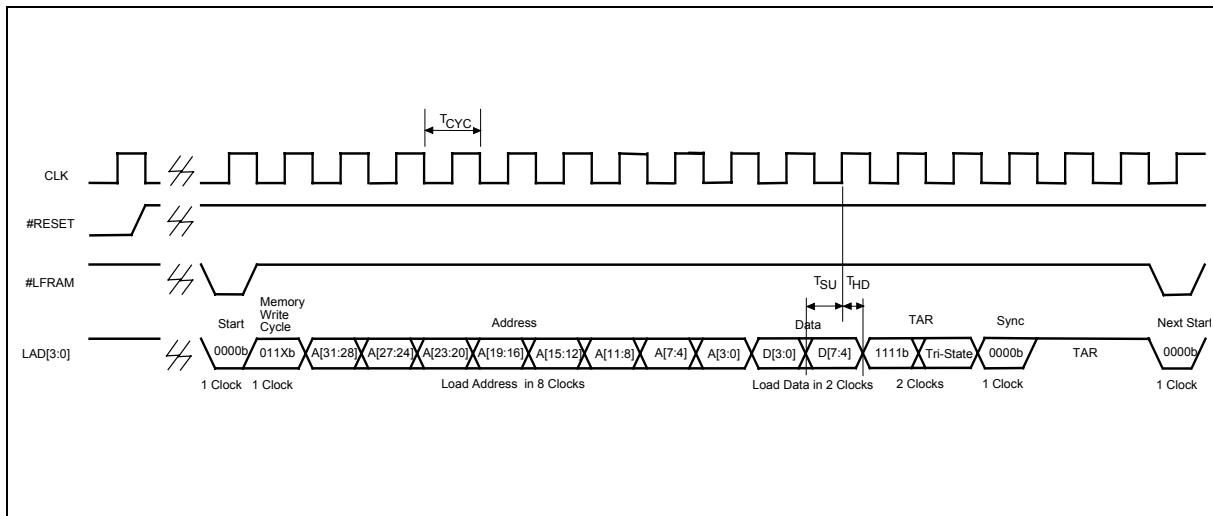 TCYC
CLK
#RESET
#LFRAM
TSU THD
Memory
Write
Cycle
Start Address Data TAR Sync Next Start
LAD[3:0] 0000b 011Xb A[31:28] A[27:24] A[23:20] A[19:16] A[15:12] A[11:8] A[7:4] A[3:0] D[3:0] D[7:4] 1111b Tri-State 0000b TAR 0000b
1 Clock 1 Clock Load Address in 8 Clocks Load Data in 2 Clocks 2 Clocks 1 Clock 1 Clock